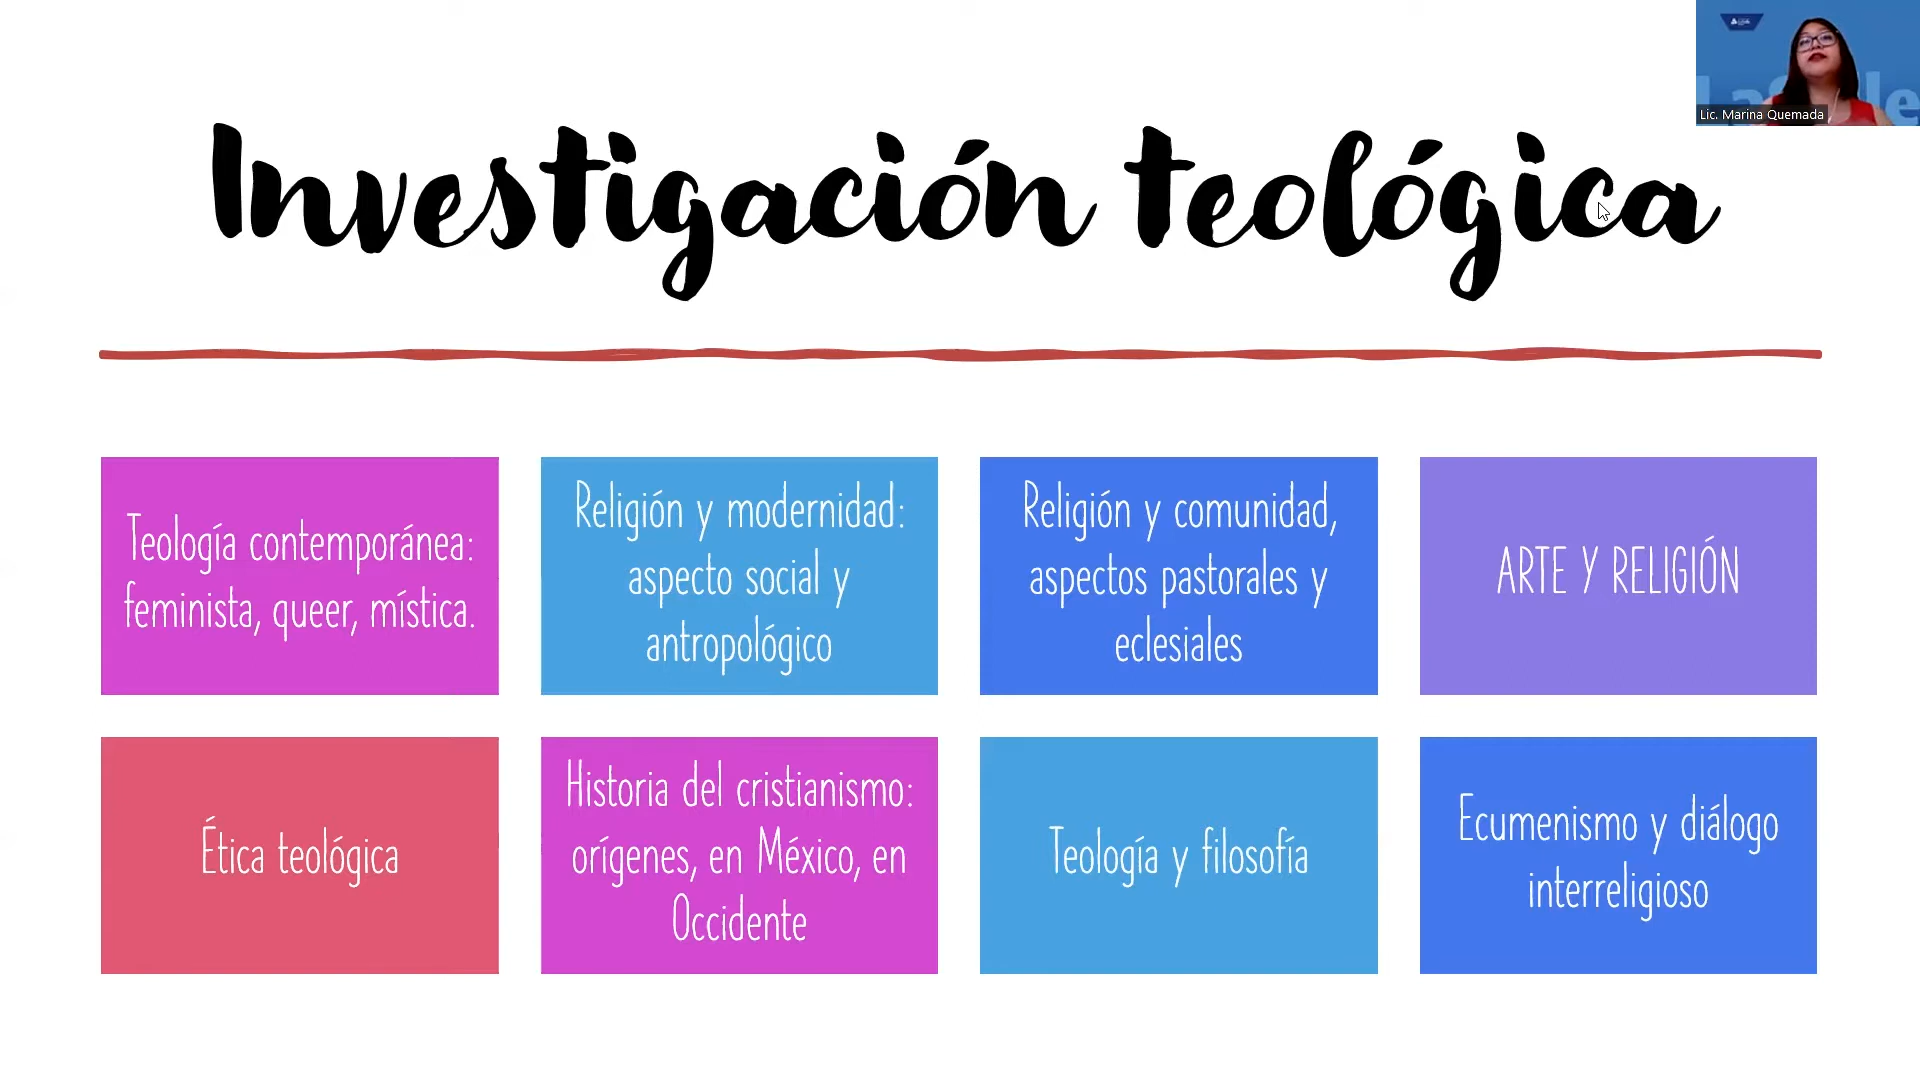 Lic. Marina Quemada
Investigación teológica
Teología contemporánea:
feminista, queer, mística.
Religión y modernidad:
aspecto social y
antropológico
Religión y comunidad,
aspectos pastorales y
eclesiales
ARTE Y RELIGIÓN
Ética teológica
Historia del cristianismo:
orígenes, en México, en
Occidente
Teología y filosofía
Ecumenismo y diálogo
interreligioso